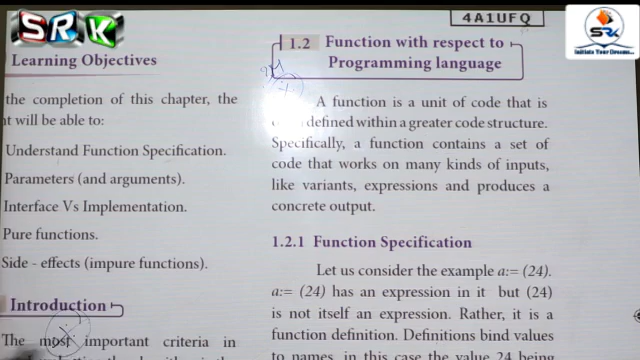 SRK
4A1UFQ
SRK
Initiate Your Dreams
Learning Objectives
the completion of this chapter, the
nt will be able to:
Understand Function Specification.
Parameters (and arguments).
Interface Vs Implementation.
Pure functions.
Side - effects (impure functions).
Introduction
The most important criteria in
1.2 Function with respect to
Programming language
A function is a unit of code that is
defined within a greater code structure.
Specifically, a function contains a set of
code that works on many kinds of inputs,
like variants, expressions and produces a
concrete output.
1.2.1 Function Specification
Let us consider the example a:= (24).
a:= (24) has an expression in it but (24)
is not itself an expression. Rather, it is a
function definition. Definitions bind values
to names, in this case the value 24 being